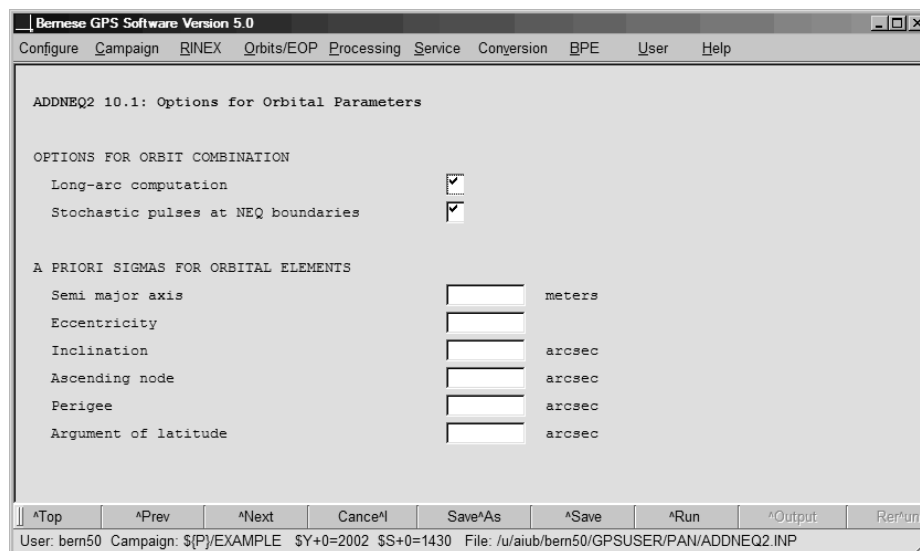 Bernese GPS Software Version 5.0
Configure Campaign RINEX Orbits/EOP Processing Service Conversion BPE User Help
ADDNEQ2 10.1: Options for Orbital Parameters
OPTIONS FOR ORBIT COMBINATION
Long-arc computation
Stochastic pulses at NEQ boundaries
A PRIORI SIGMAS FOR ORBITAL ELEMENTS
Semi major axis meters
Eccentricity
Inclination arcsec
Ascending node arcsec
Perigee arcsec
Argument of latitude arcsec
^Top ^Prev ^Next Cance^l Save^As ^Save ^Run ^Output Rer^un
User: bern50 Campaign: ${P}/EXAMPLE $Y+0=2002 $S+0=1430 File: /u/aiub/bern50/GPSUSER/PAN/ADDNEQ2.INP